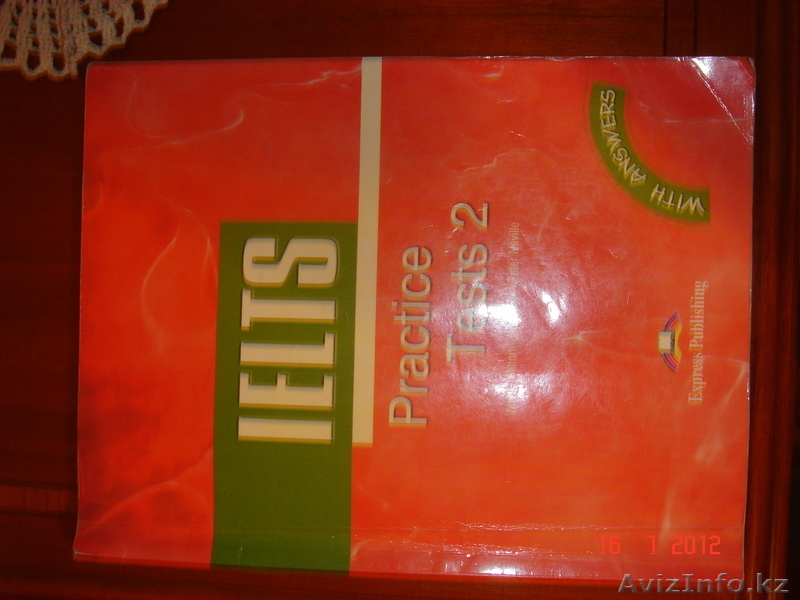 IELTS
Practice
Tests 2
WITH ANSWERS
Express Publishing
16 1 2012
AvizInfo.kz